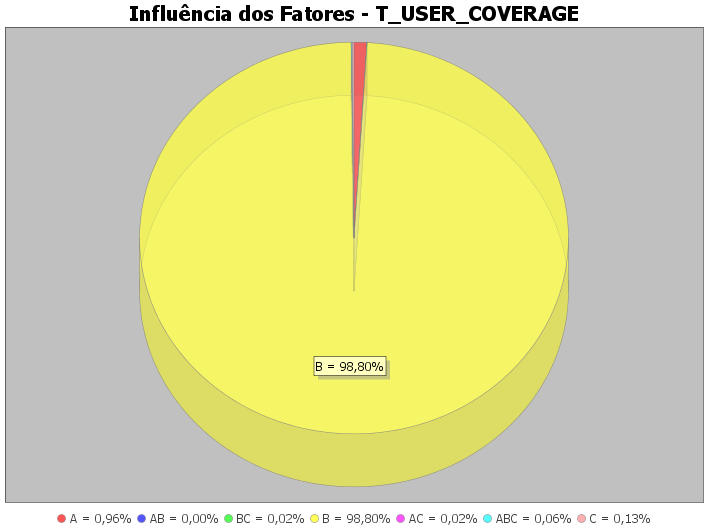 Influência dos Fatores - T_USER_COVERAGE
B = 98,80%
A = 0,96% AB = 0,00% BC = 0,02% B = 98,80% AC = 0,02% ABC = 0,06% C = 0,13%